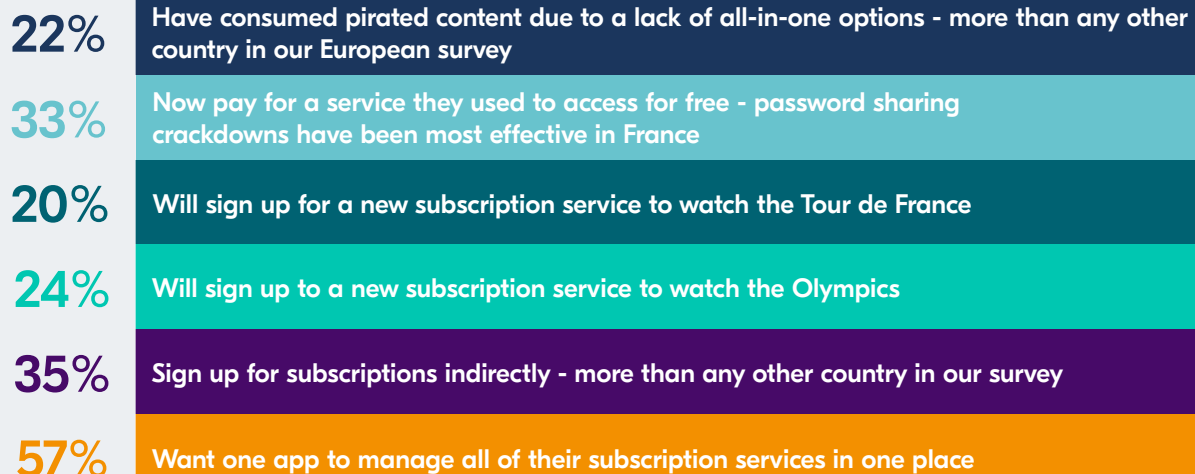 22%
Have consumed pirated content due to a lack of all-in-one options - more than any other
country in our European survey
33%
Now pay for a service they used to access for free - password sharing
crackdowns have been most effective in France
20%
Will sign up for a new subscription service to watch the Tour de France
24%
Will sign up to a new subscription service to watch the Olympics
35%
Sign up for subscriptions indirectly - more than any other country in our survey
57%
Want one app to manage all of their subscription services in one place